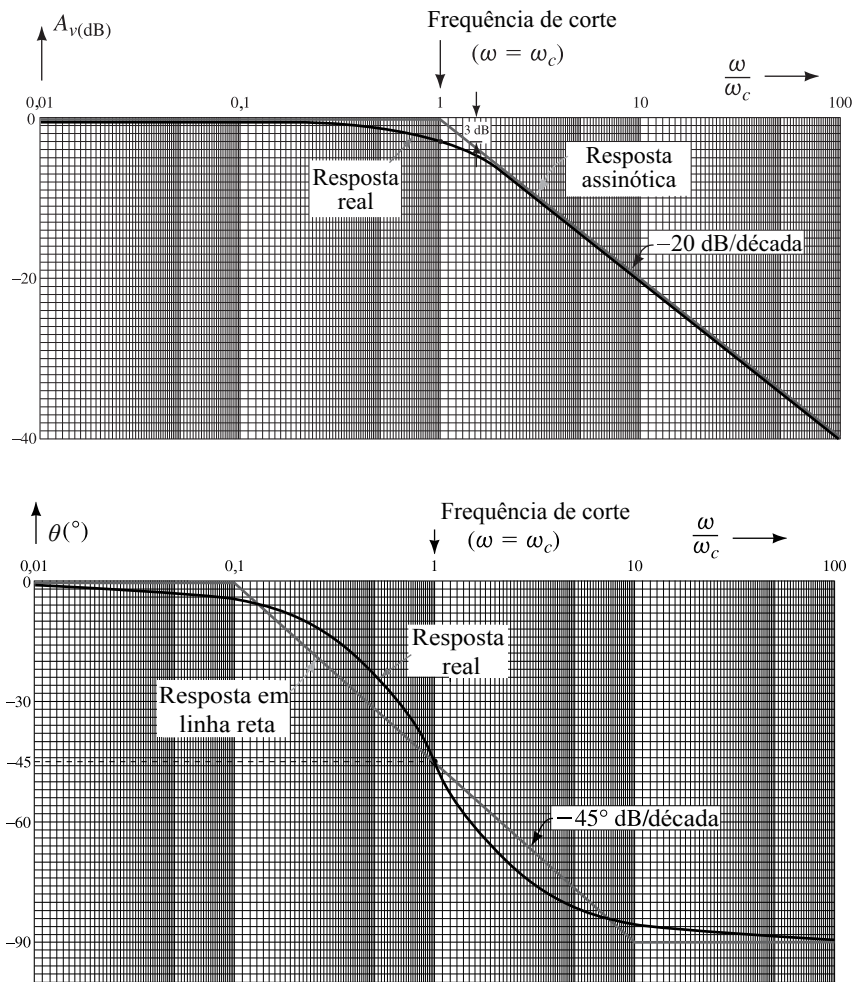 Frequência de corte
(ω = ω_c)
A_v(dB)
ω/ω_c
0,01 0,1 1 10 100
0
3 dB
Resposta
real
Resposta
assinótica
−20 dB/década
−20
−40
Frequência de corte
(ω = ω_c)
θ(°)
ω/ω_c
0,01 0,1 1 10 100
0
Resposta
real
Resposta em
linha reta
−30
−45
−60
−45° dB/década
−90